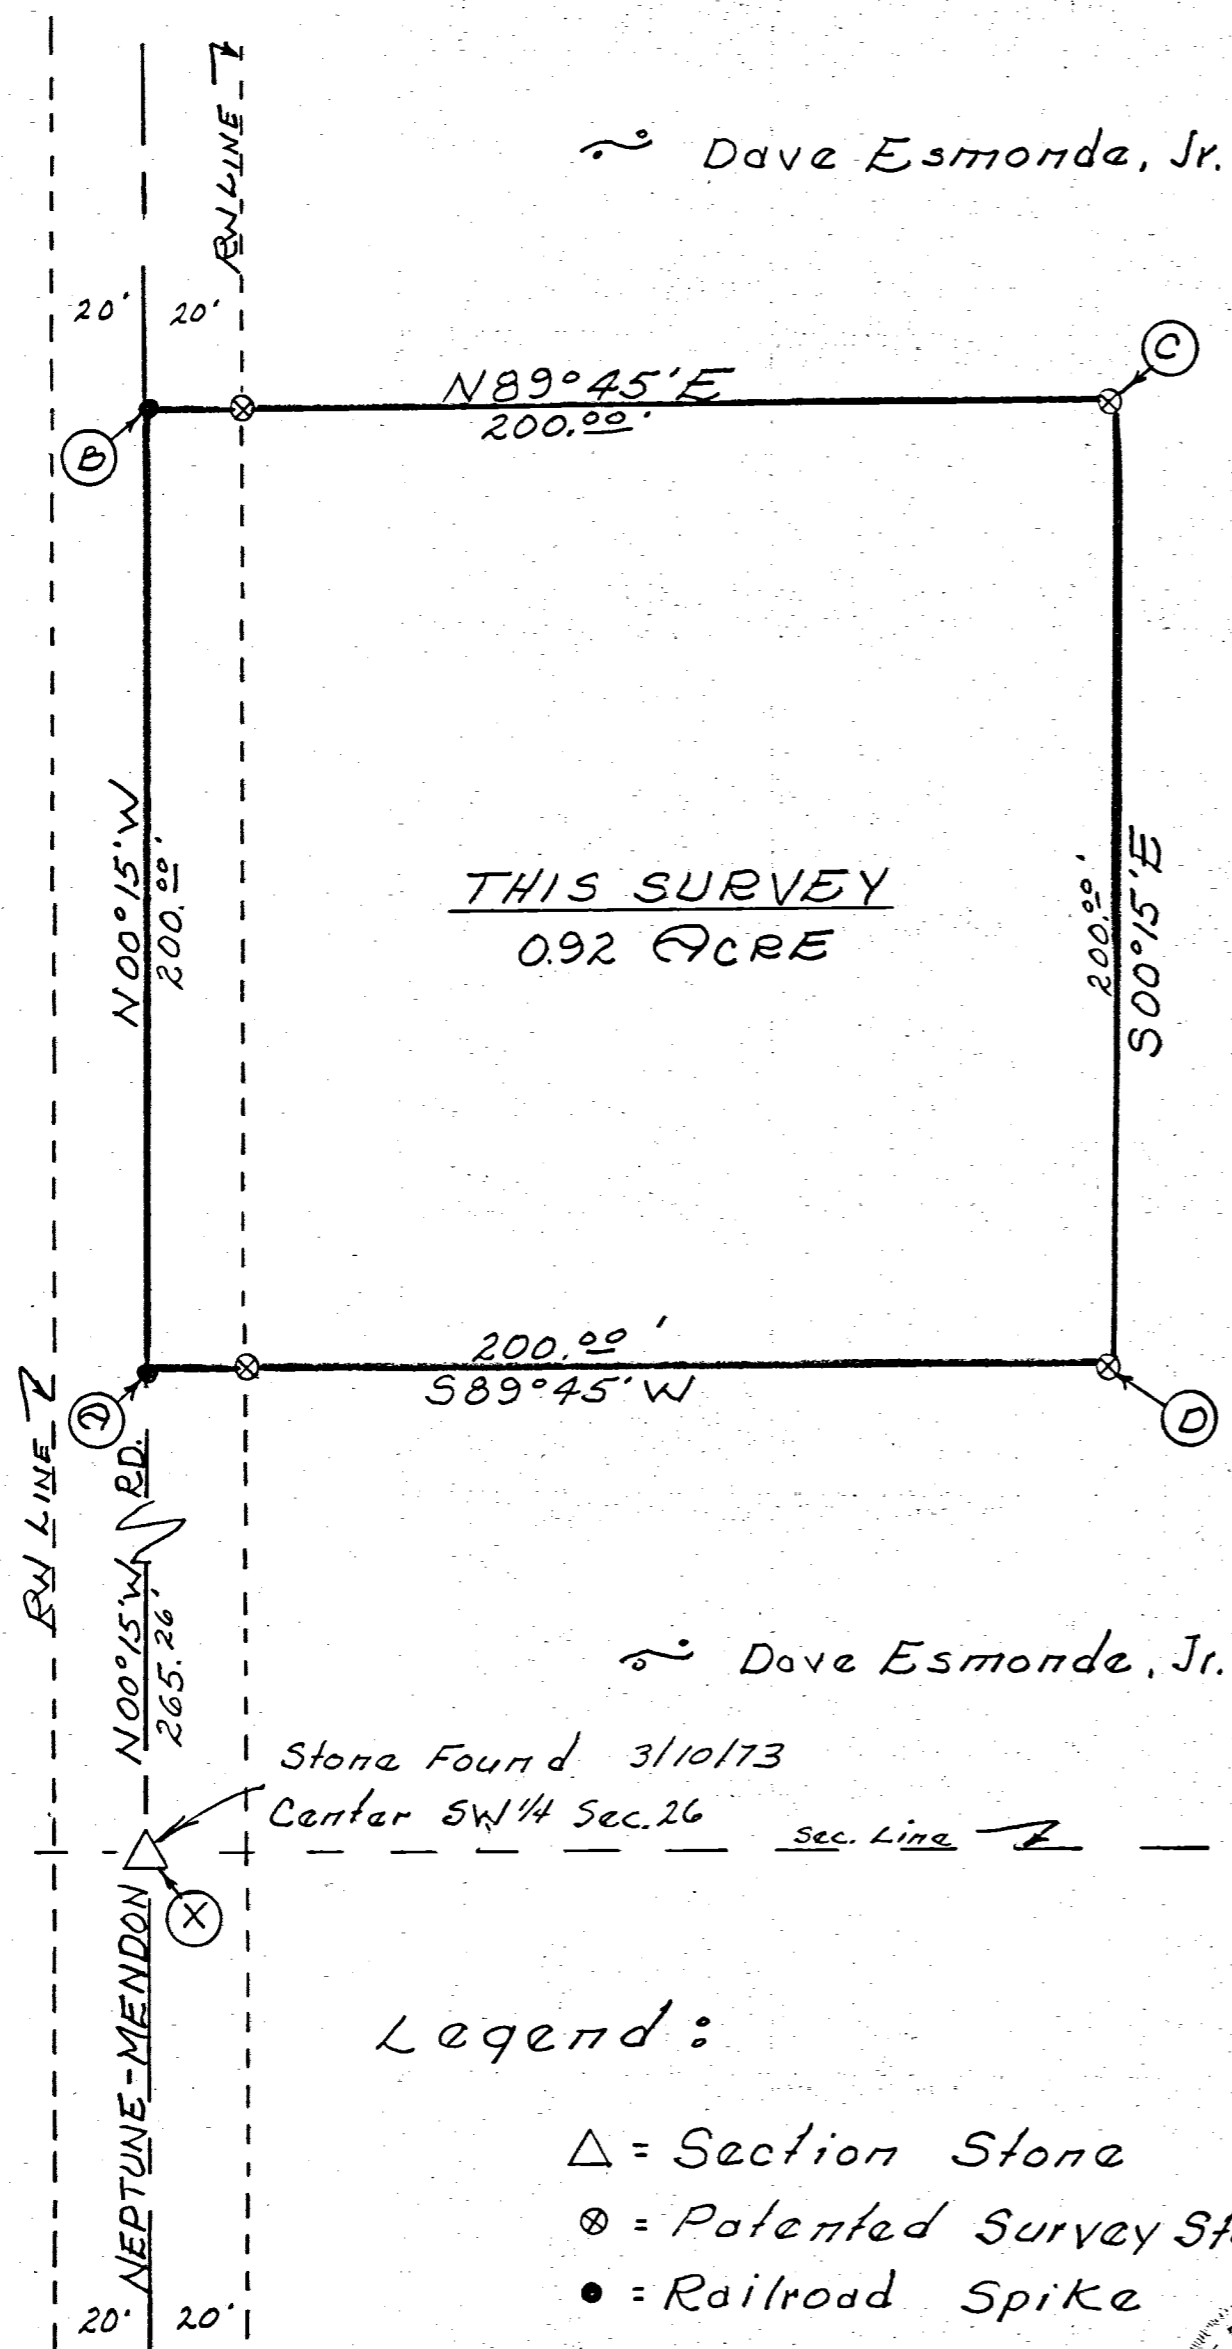 RW LINE
Dave Esmonde, Jr.
20' 20'
C
N89°45'E
200.00'
B
N00°15'W
200.00'
THIS SURVEY
0.92 ACRE
200.00'
S00°15'E
200.00'
S89°45'W
D
D
RW LINE
RD.
N00°15'W
265.26'
Dave Esmonde, Jr.
Stone Found 3/10/73
Center SW 1/4 Sec. 26
Sec. Line
X
NEPTUNE-MENDON
Legend:
△ = Section Stone
⊗ = Patented Survey
● = Railroad Spike
20' 20'